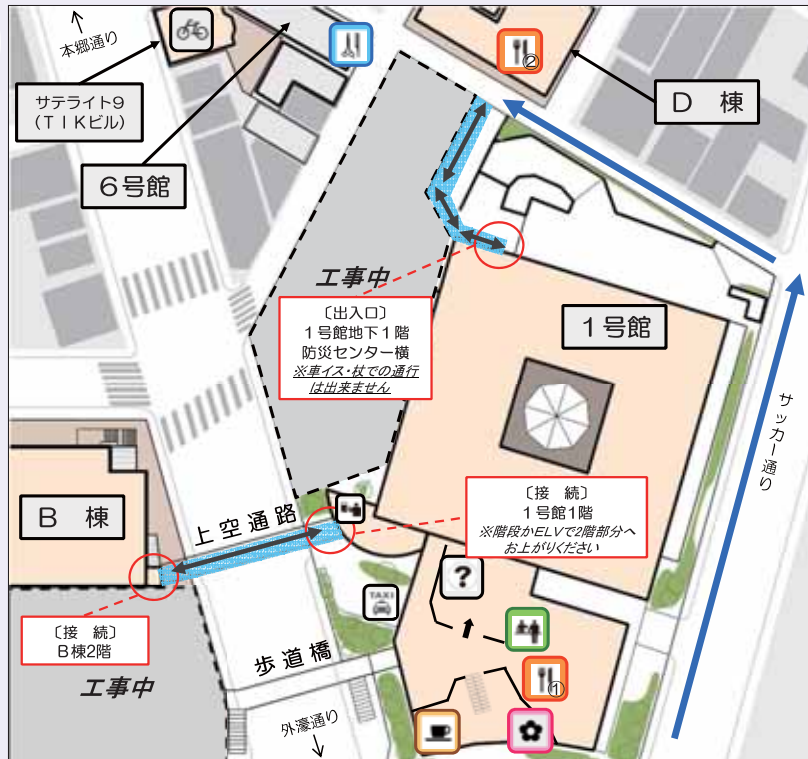 本郷通り
サテライト9
(TIKビル)
6号館
②
D 棟
工事中
〔出入口〕
1号館地下1階
防災センター横
※車イス・杖での通行
は出来ません
1号館
サッカー通り
B 棟
上空通路
〔接 続〕
1号館1階
※階段かELVで2階部分へ
お上がりください
?
TAXI
〔接 続〕
B棟2階
工事中
歩道橋
①
外濠通り